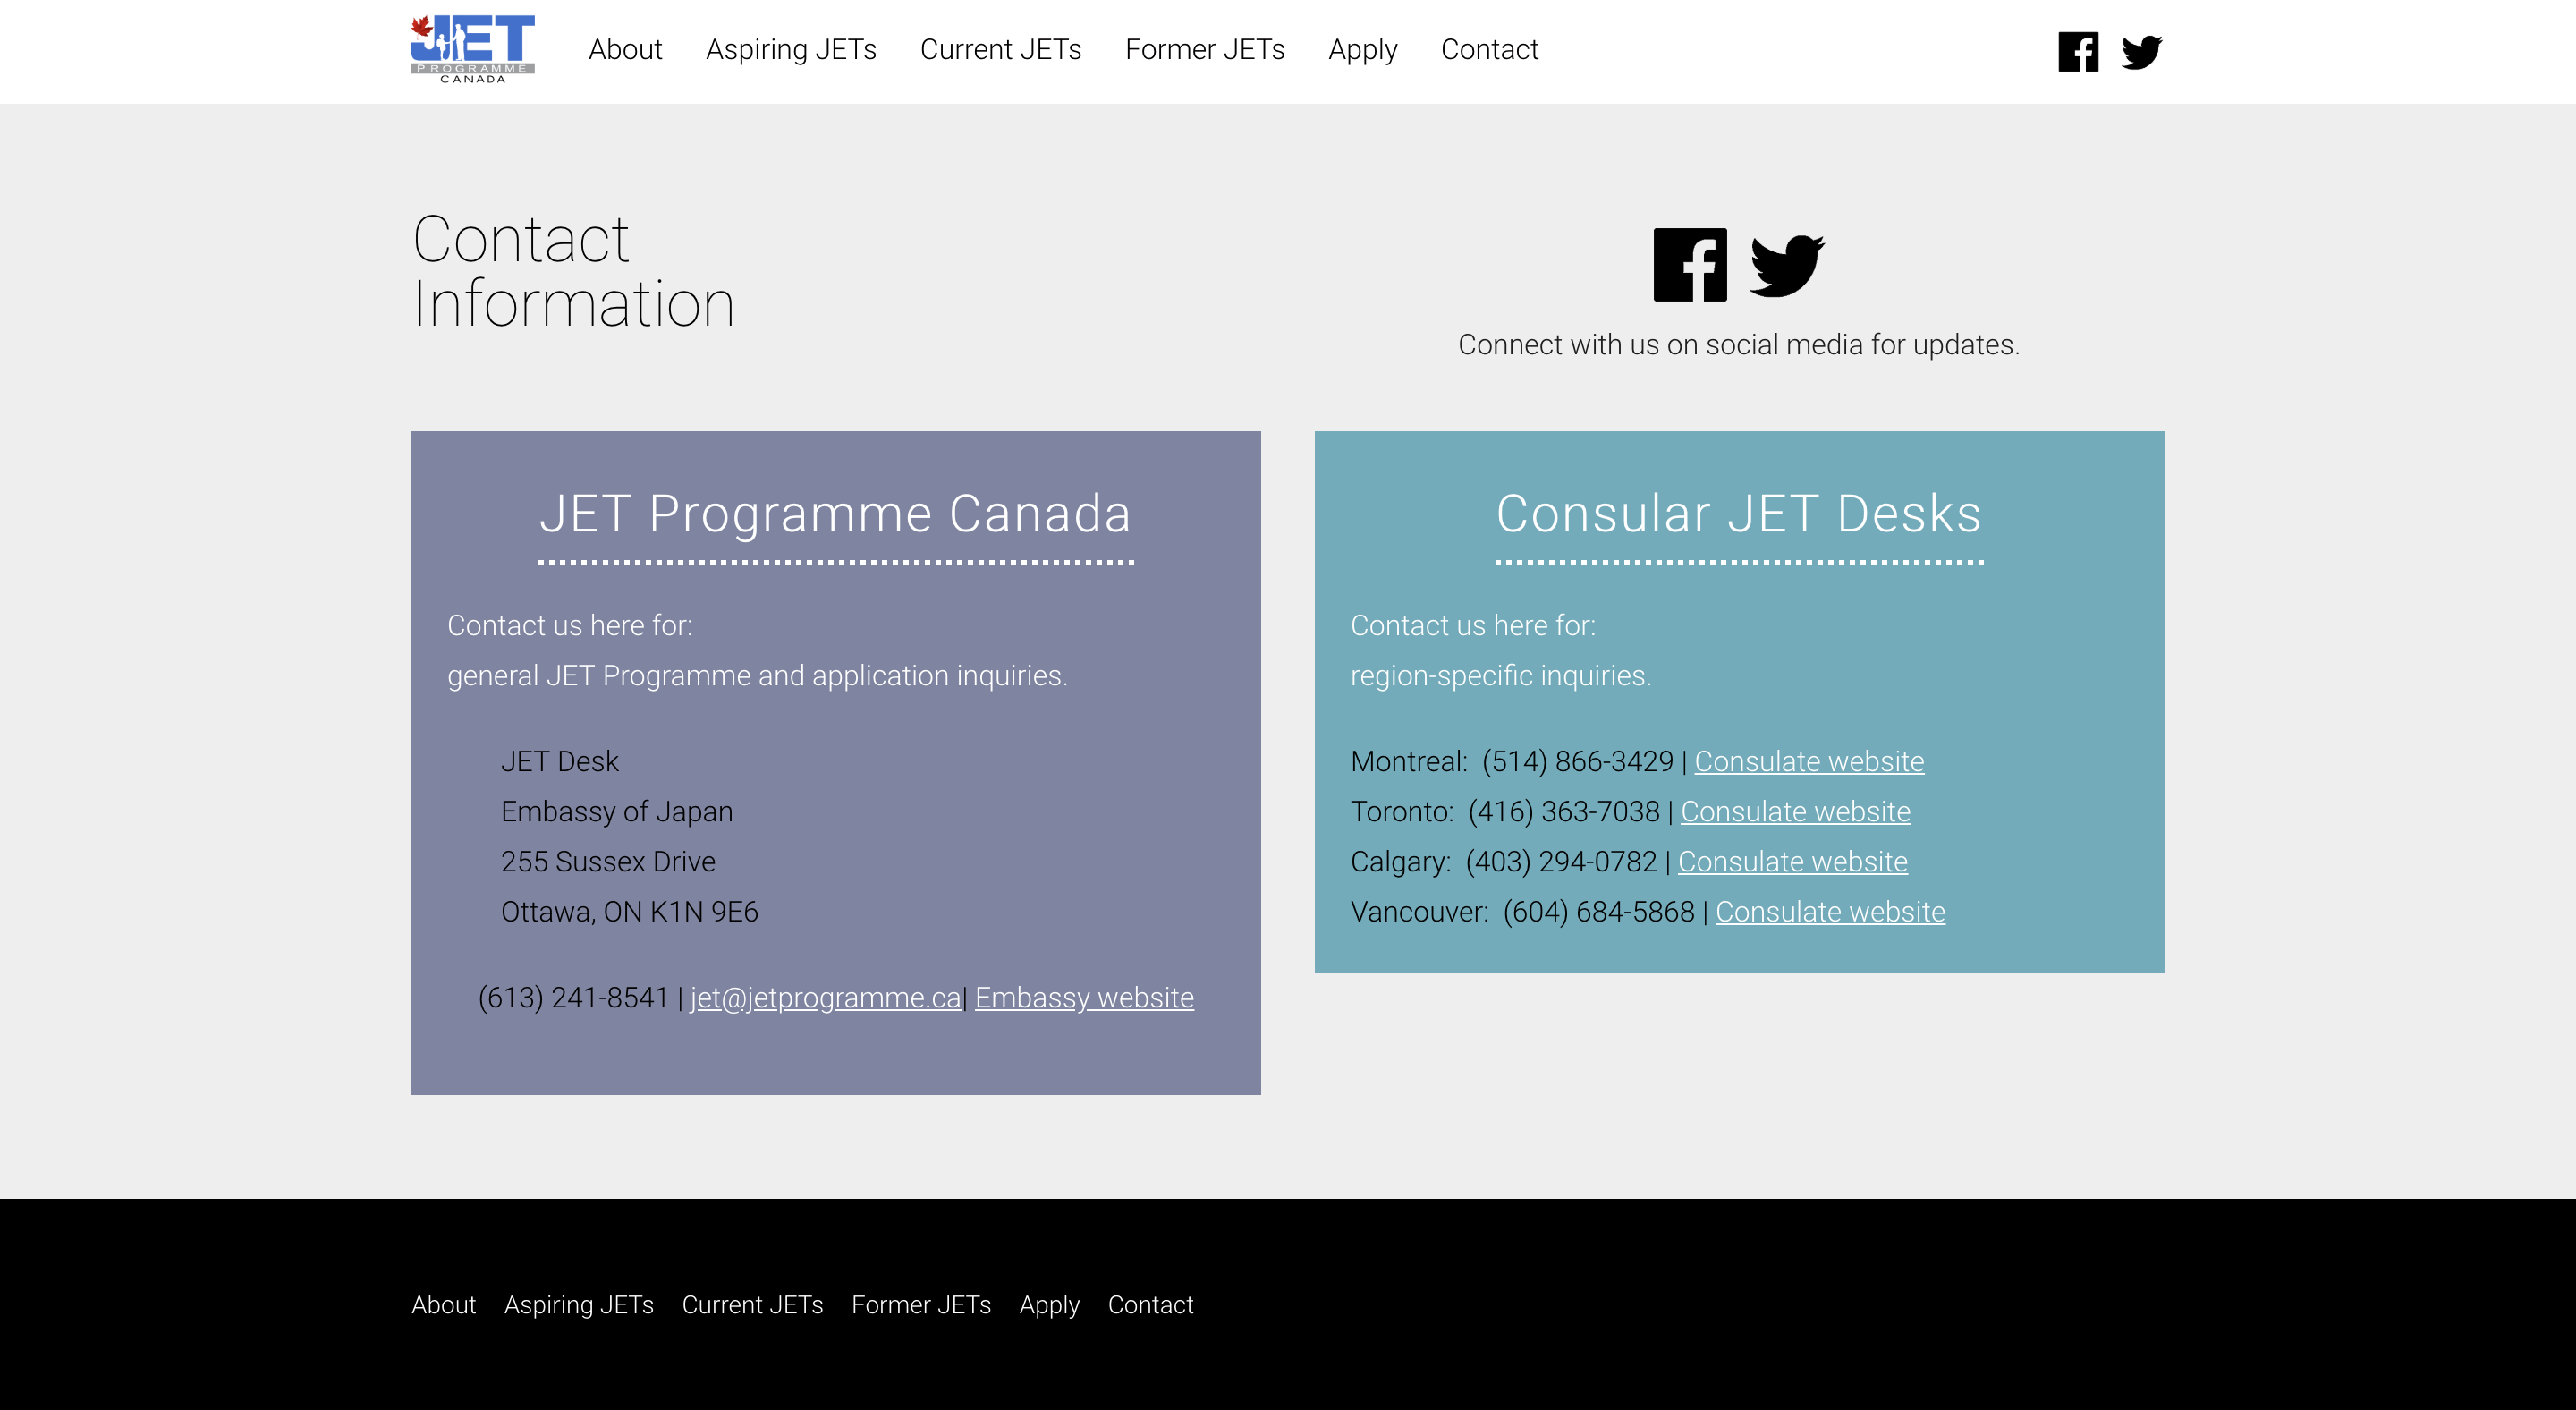 JET
PROGRAMME
CANADA
About
Aspiring JETs
Current JETs
Former JETs
Apply
Contact
Contact
Information
Connect with us on social media for updates.
JET Programme Canada
Contact us here for:
general JET Programme and application inquiries.
JET Desk
Embassy of Japan
255 Sussex Drive
Ottawa, ON K1N 9E6
(613) 241-8541 | jet@jetprogramme.ca| Embassy website
Consular JET Desks
Contact us here for:
region-specific inquiries.
Montreal:  (514) 866-3429 | Consulate website
Toronto:  (416) 363-7038 | Consulate website
Calgary:  (403) 294-0782 | Consulate website
Vancouver:  (604) 684-5868 | Consulate website
About
Aspiring JETs
Current JETs
Former JETs
Apply
Contact